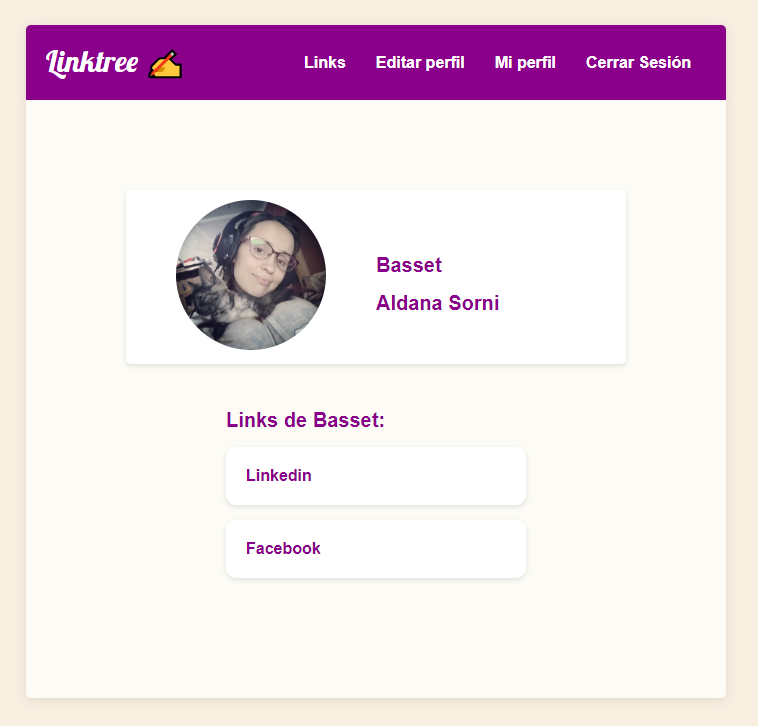 Linktree ✍
Links
Editar perfil
Mi perfil
Cerrar Sesión
Basset
Aldana Sorni
Links de Basset:
Linkedin
Facebook